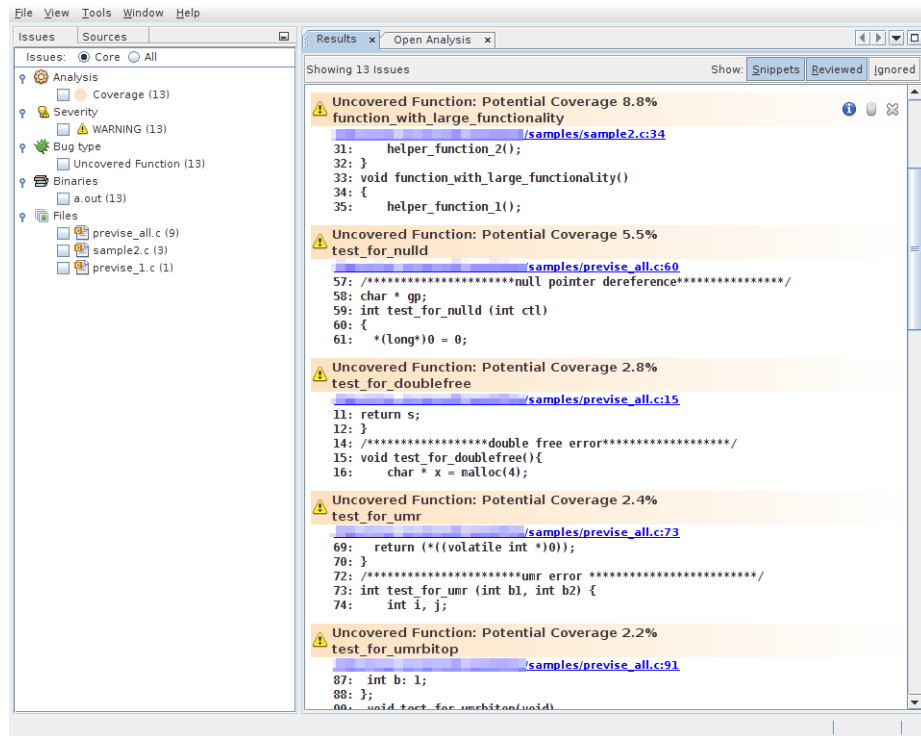 File View Tools Window Help
Issues Sources
Issues: Core All
Analysis
Coverage (13)
Severity
WARNING (13)
Bug type
Uncovered Function (13)
Binaries
a.out (13)
Files
previse_all.c (9)
sample2.c (3)
previse_1.c (1)
Results x Open Analysis x
Showing 13 Issues Show: Snippets Reviewed Ignored
Uncovered Function: Potential Coverage 8.8%
function_with_large_functionality
/samples/sample2.c:34
31: helper_function_2();
32: }
33: void function_with_large_functionality()
34: {
35: helper_function_1();
Uncovered Function: Potential Coverage 5.5%
test_for_nulld
/samples/previse_all.c:60
57: /**********************null pointer dereference****************/
58: char * gp;
59: int test_for_nulld (int ctl)
60: {
61: *(long*)0 = 0;
Uncovered Function: Potential Coverage 2.8%
test_for_doublefree
/samples/previse_all.c:15
11: return s;
12: }
14: /******************double free error*******************/
15: void test_for_doublefree(){
16: char * x = malloc(4);
Uncovered Function: Potential Coverage 2.4%
test_for_umr
/samples/previse_all.c:73
69: return (*((volatile int *)0));
70: }
72: /***********************umr error *************************/
73: int test_for_umr (int b1, int b2) {
74: int i, j;
Uncovered Function: Potential Coverage 2.2%
test_for_umrbitop
/samples/previse_all.c:91
87: int b: 1;
88: };
90: void test_for_umrbitop(void)